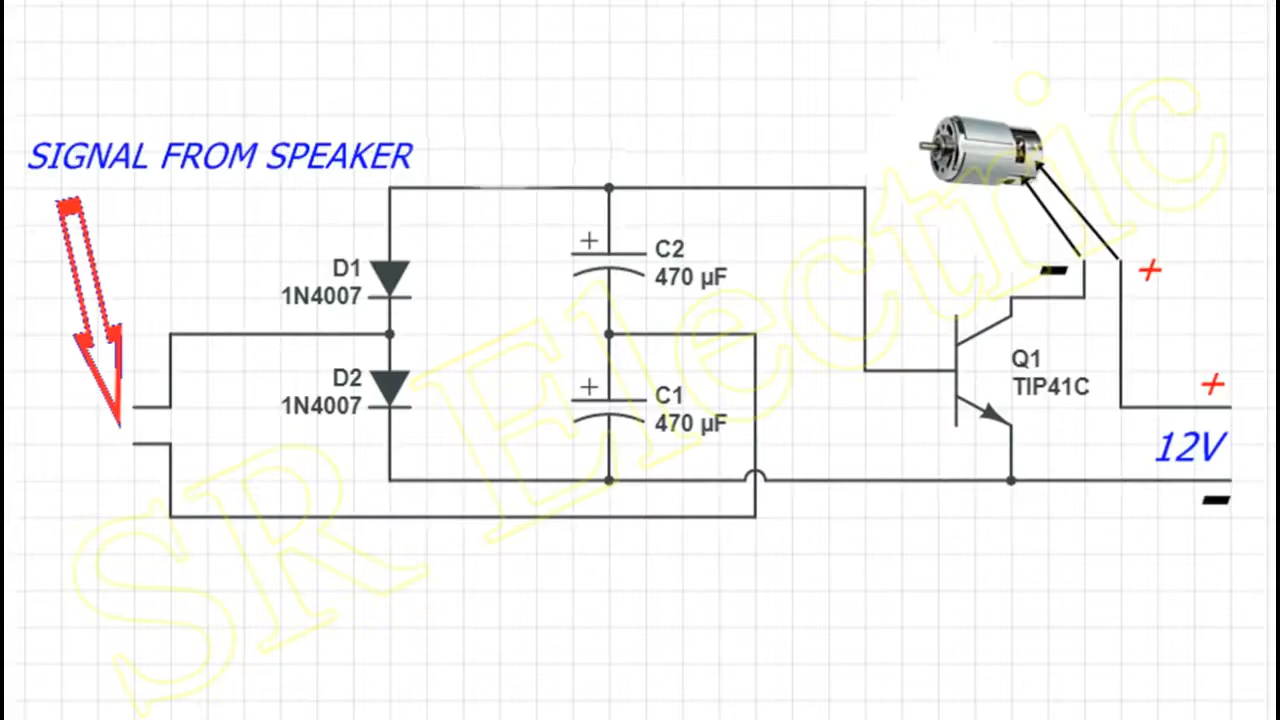 SIGNAL FROM SPEAKER
D1
1N4007
D2
1N4007
+
C2
470 µF
+
C1
470 µF
-
+
Q1
TIP41C
+
12V
-
SR Electric